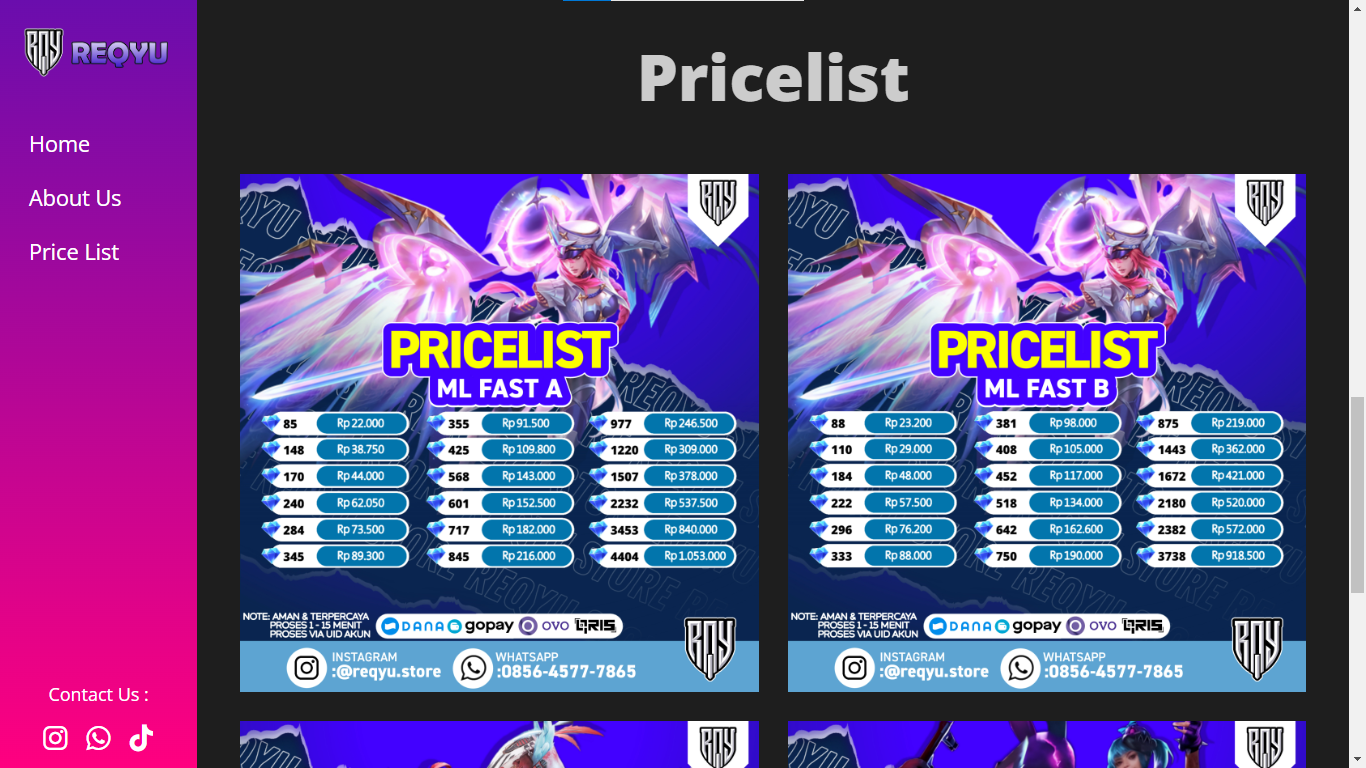 RQY REQYU
Home
About Us
Price List
Contact Us :
Pricelist
RQY
PRICELIST
ML FAST A
85 Rp 22.000
148 Rp 38.750
170 Rp 44.000
240 Rp 62.050
284 Rp 73.500
345 Rp 89.300
355 Rp 91.500
425 Rp 109.800
568 Rp 143.000
601 Rp 152.500
717 Rp 182.000
845 Rp 216.000
977 Rp 246.500
1220 Rp 309.000
1507 Rp 378.000
2232 Rp 537.500
3453 Rp 840.000
4404 Rp 1.053.000
NOTE: AMAN & TERPERCAYA
PROSES 1 - 15 MENIT
PROSES VIA UID AKUN
DANA gopay OVO QRIS
INSTAGRAM
:@reqyu.store
WHATSAPP
:0856-4577-7865
RQY
RQY
PRICELIST
ML FAST B
88 Rp 23.200
110 Rp 29.000
184 Rp 48.000
222 Rp 57.500
296 Rp 76.200
333 Rp 88.000
381 Rp 98.000
408 Rp 105.000
452 Rp 117.000
518 Rp 134.000
642 Rp 162.600
750 Rp 190.000
875 Rp 219.000
1443 Rp 362.000
1672 Rp 421.000
2180 Rp 520.000
2382 Rp 572.000
3738 Rp 918.500
NOTE: AMAN & TERPERCAYA
PROSES 1 - 15 MENIT
PROSES VIA UID AKUN
DANA gopay OVO QRIS
INSTAGRAM
:@reqyu.store
WHATSAPP
:0856-4577-7865
RQY
RQY
RQY